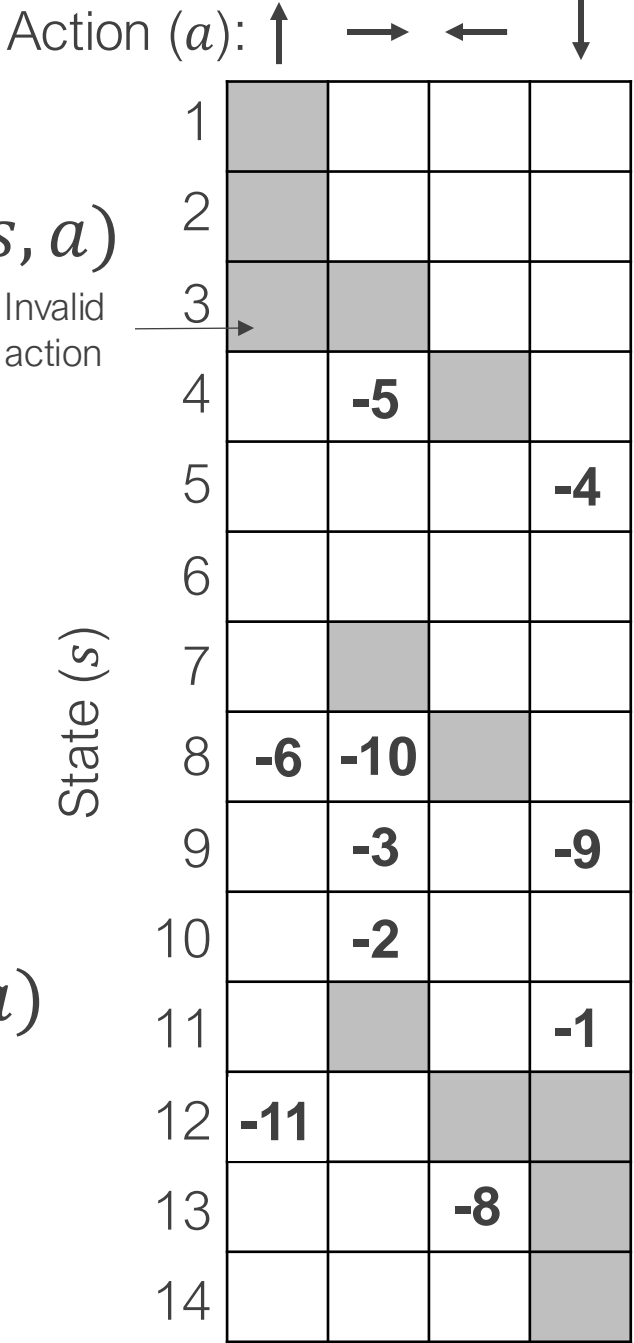 Action (a): ↑ → ← ↓
1
2
s, a)
Invalid
action
3
4 -5
5 -4
6
7
State (s)
8 -6 -10
9 -3 -9
10 -2
a)
11 -1
12 -11
13 -8
14